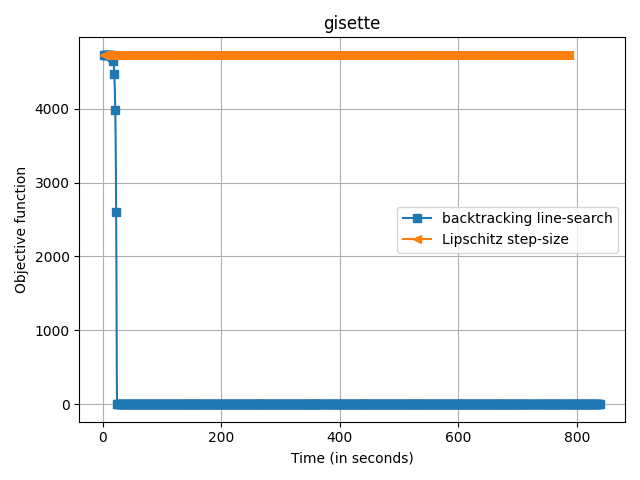 gisette
Objective function
4000
3000
2000
1000
0
backtracking line-search
Lipschitz step-size
0 200 400 600 800
Time (in seconds)